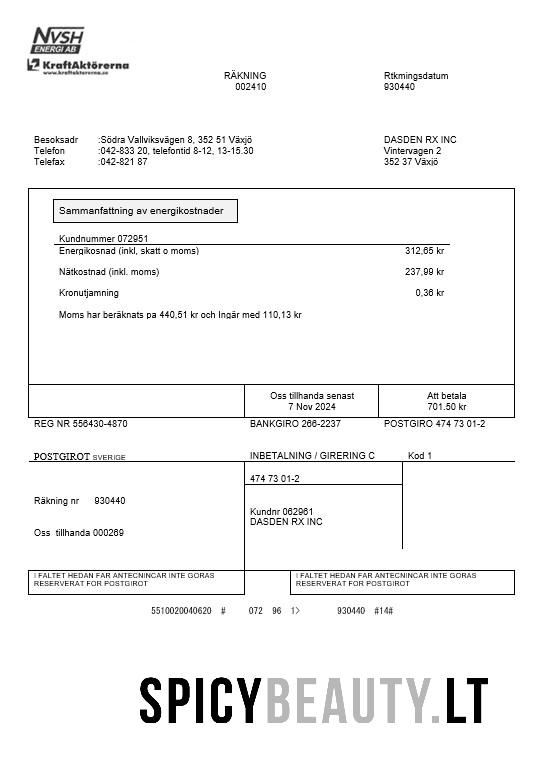 NVSH
ENERGI AB
KraftAktörerna
www.kraftaktorerna.se
RÄKNING
002410
Rtkmingsdatum
930440
Besoksadr :Södra Vallviksvägen 8, 352 51 Växjö
Telefon :042-833 20, telefontid 8-12, 13-15.30
Telefax :042-821 87
DASDEN RX INC
Vintervagen 2
352 37 Växjö
Sammanfattning av energikostnader
Kundnummer 072951
Energikosnad (inkl, skatt o moms) 312,65 kr
Nätkostnad (inkl. moms) 237,99 kr
Kronutjamning 0,36 kr
Moms har beräknats pa 440,51 kr och Ingär med 110,13 kr
Oss tillhanda senast
7 Nov 2024
Att betala
701.50 kr
REG NR 556430-4870 BANKGIRO 266-2237 POSTGIRO 474 73 01-2
POSTGIROT SVERIGE INBETALNING / GIRERING C Kod 1
474 73 01-2
Räkning nr 930440
Kundnr 062961
DASDEN RX INC
Oss tillhanda 000269
I FALTET HEDAN FAR ANTECNINCAR INTE GORAS
RESERVERAT FOR POSTGIROT
I FALTET HEDAN FAR ANTECNINCAR INTE GORAS
RESERVERAT FOR POSTGIROT
5510020040620 # 072 96 1> 930440 #14#
SPICYBEAUTY.LT